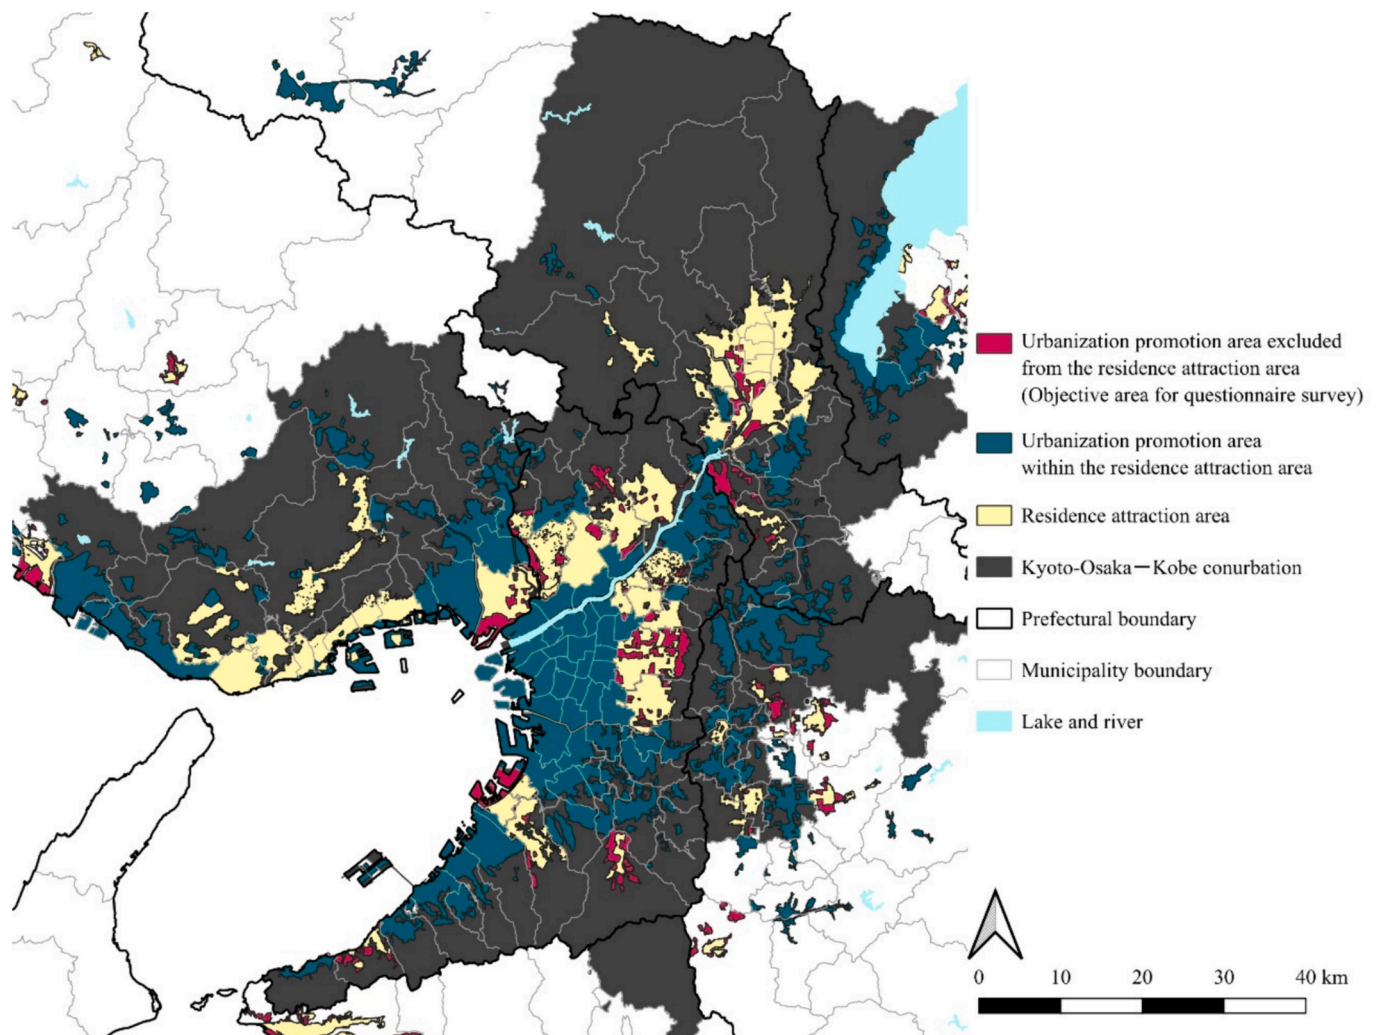 Urbanization promotion area excluded
from the residence attraction area
(Objective area for questionnaire survey)
Urbanization promotion area
within the residence attraction area
Residence attraction area
Kyoto-Osaka—Kobe conurbation
Prefectural boundary
Municipality boundary
Lake and river
0 10 20 30 40 km